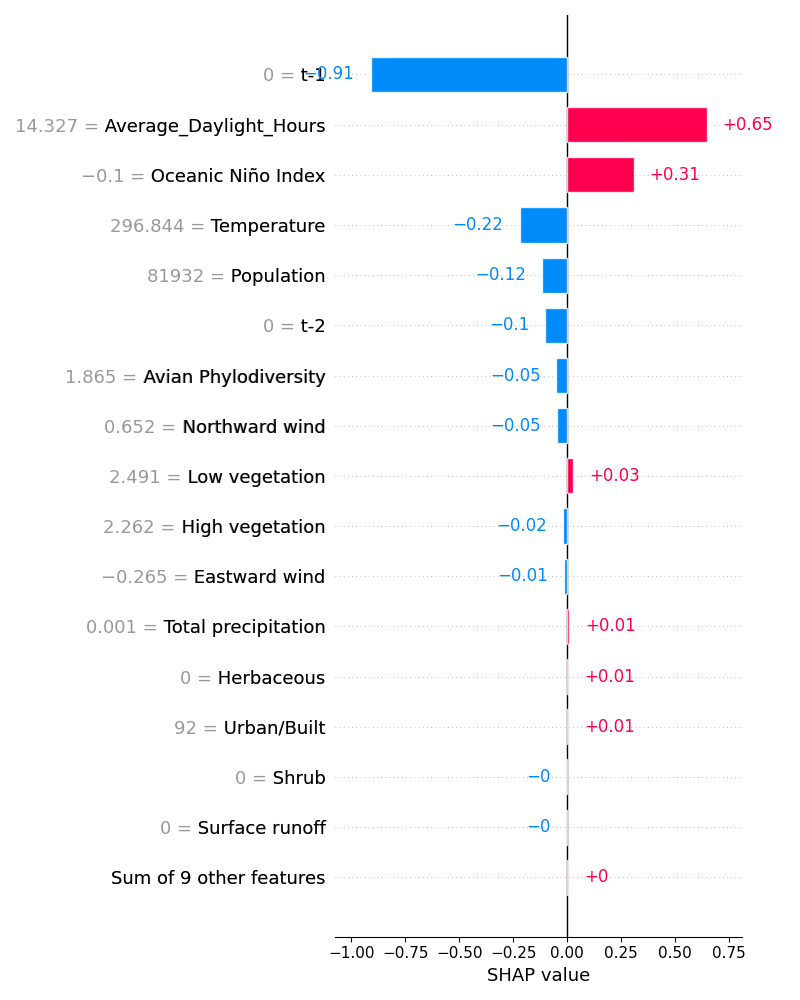 0 = t-1 −0.91
14.327 = Average_Daylight_Hours +0.65
−0.1 = Oceanic Niño Index +0.31
296.844 = Temperature −0.22
81932 = Population −0.12
0 = t-2 −0.1
1.865 = Avian Phylodiversity −0.05
0.652 = Northward wind −0.05
2.491 = Low vegetation +0.03
2.262 = High vegetation −0.02
−0.265 = Eastward wind −0.01
0.001 = Total precipitation +0.01
0 = Herbaceous +0.01
92 = Urban/Built +0.01
0 = Shrub −0
0 = Surface runoff −0
Sum of 9 other features +0
−1.00 −0.75 −0.50 −0.25 0.00 0.25 0.50 0.75
SHAP value